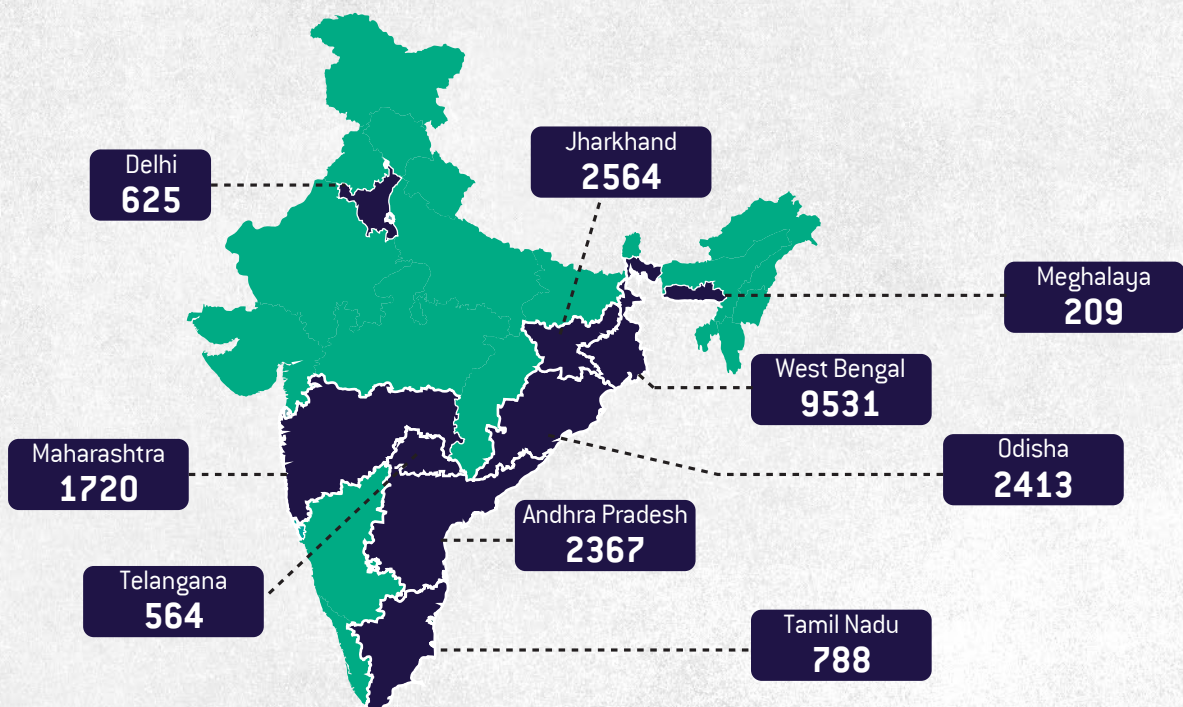 Jharkhand
2564
Delhi
625
Meghalaya
209
West Bengal
9531
Maharashtra
1720
Odisha
2413
Andhra Pradesh
2367
Telangana
564
Tamil Nadu
788